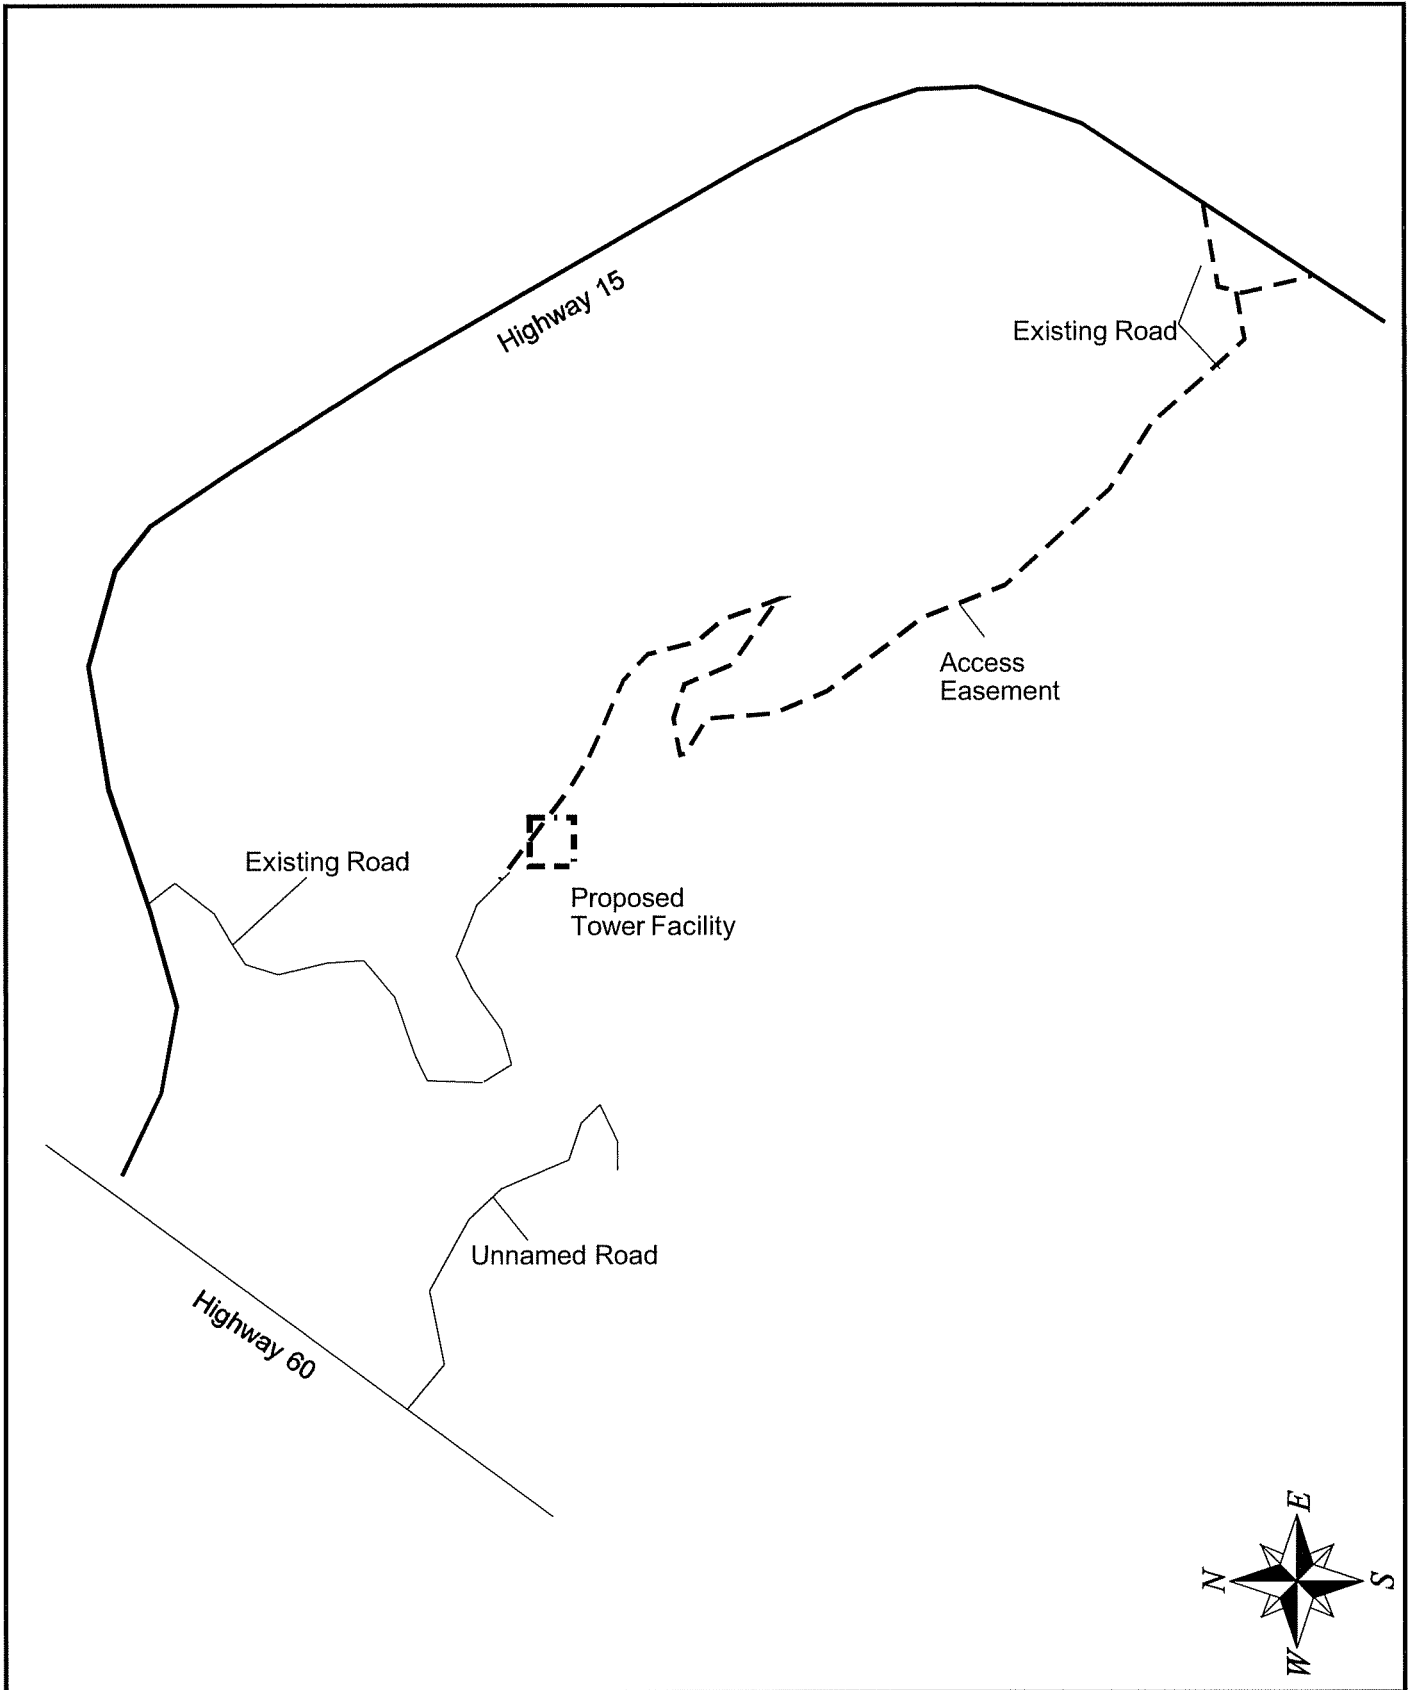 Highway 15
Existing Road
Access
Easement
Existing Road
Proposed
Tower Facility
Unnamed Road
Highway 60
E
N
S
W